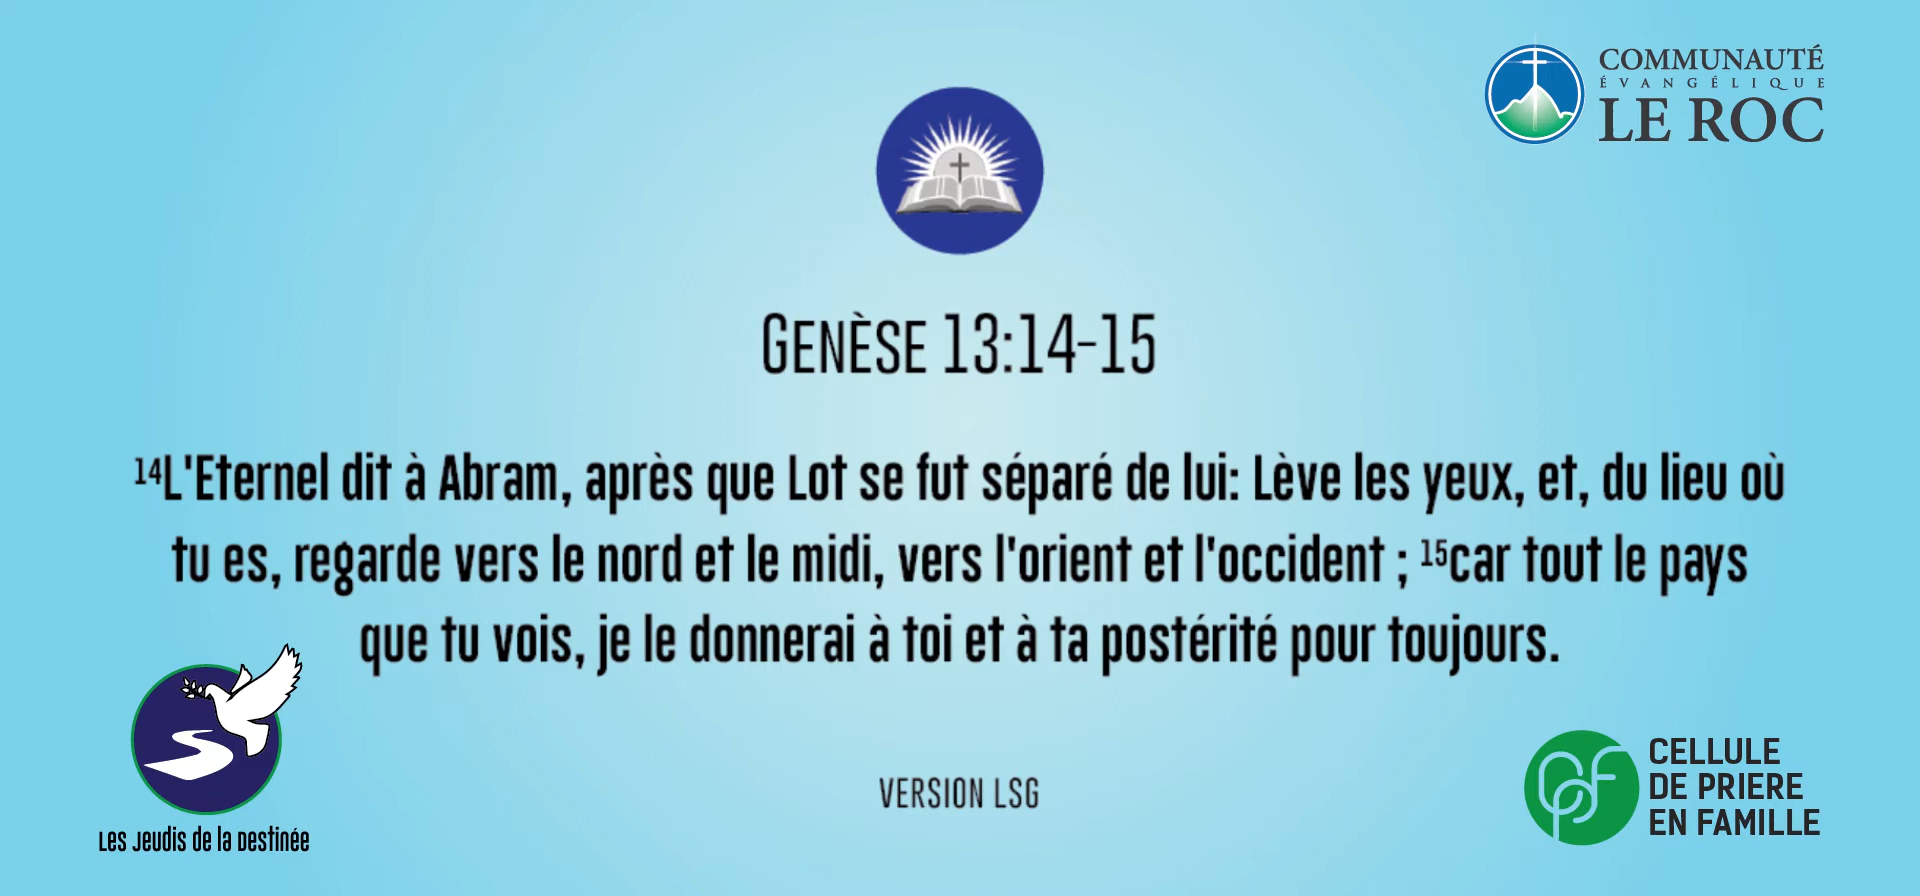 COMMUNAUTÉ
ÉVANGÉLIQUE
LE ROC
GENÈSE 13:14-15
14L'Eternel dit à Abram, après que Lot se fut séparé de lui: Lève les yeux, et, du lieu où
tu es, regarde vers le nord et le midi, vers l'orient et l'occident ; 15car tout le pays
que tu vois, je le donnerai à toi et à ta postérité pour toujours.
VERSION LSG
Les Jeudis de la Destinée
CELLULE
DE PRIERE
EN FAMILLE